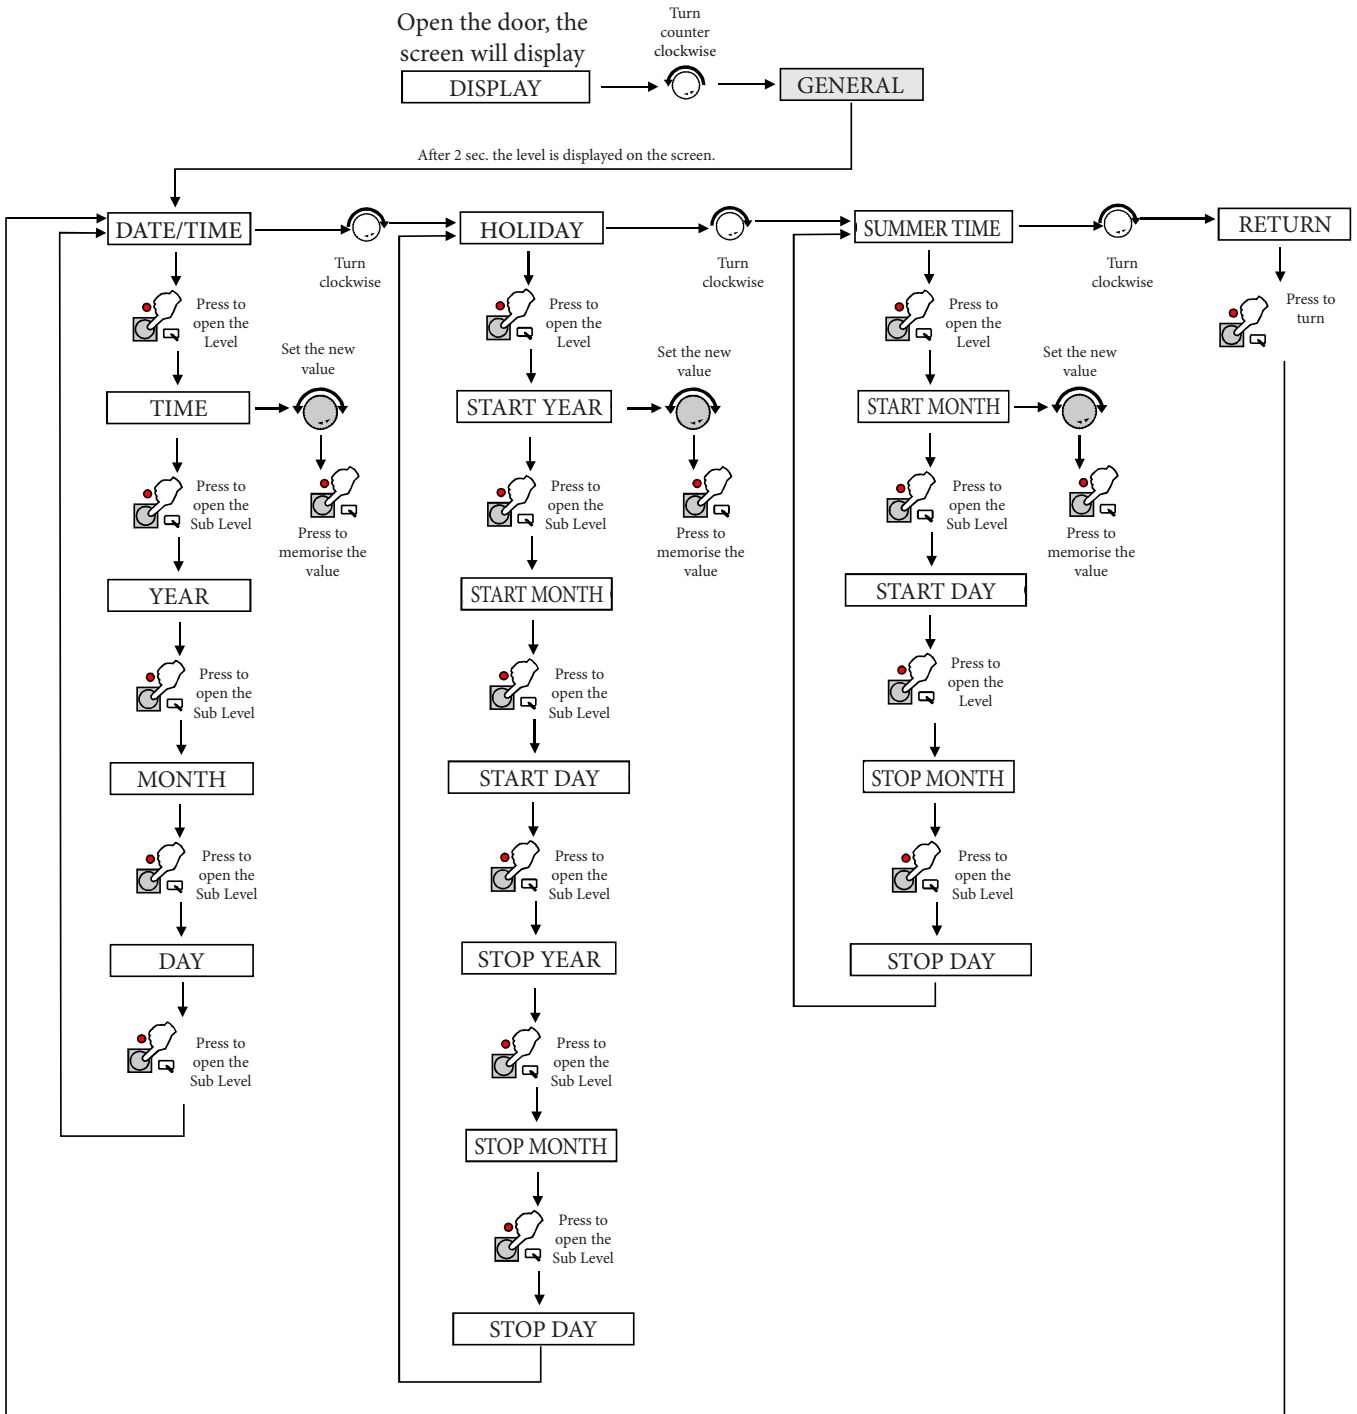 Open the door, the
screen will display
Turn
counter
clockwise
DISPLAY
GENERAL
After 2 sec. the level is displayed on the screen.
DATE/TIME
HOLIDAY
SUMMER TIME
RETURN
Turn
clockwise
Turn
clockwise
Turn
clockwise
Press to
open the
Level
Press to
open the
Level
Press to
open the
Level
Press to
turn
Set the new
value
Set the new
value
Set the new
value
TIME
START YEAR
START MONTH
Press to
open the
Sub Level
Press to
memorise the
value
Press to
open the
Sub Level
Press to
memorise the
value
Press to
open the
Sub Level
Press to
memorise the
value
YEAR
START MONTH
START DAY
Press to
open the
Sub Level
Press to
open the
Sub Level
Press to
open the
Level
MONTH
START DAY
STOP MONTH
Press to
open the
Sub Level
Press to
open the
Sub Level
Press to
open the
Sub Level
DAY
STOP YEAR
STOP DAY
Press to
open the
Sub Level
Press to
open the
Sub Level
STOP MONTH
Press to
open the
Sub Level
STOP DAY